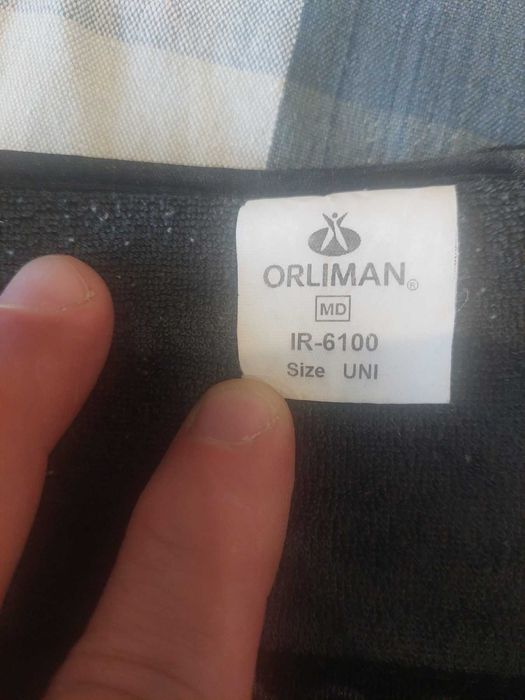 ORLIMAN®
MD
IR-6100
Size UNI